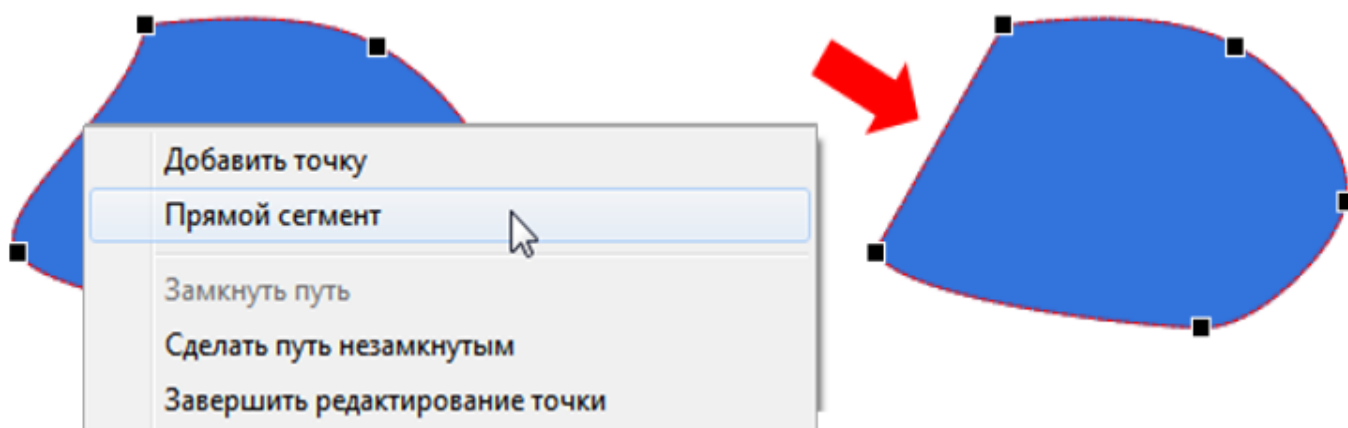 Добавить точку
Прямой сегмент
Замкнуть путь
Сделать путь незамкнутым
Завершить редактирование точки